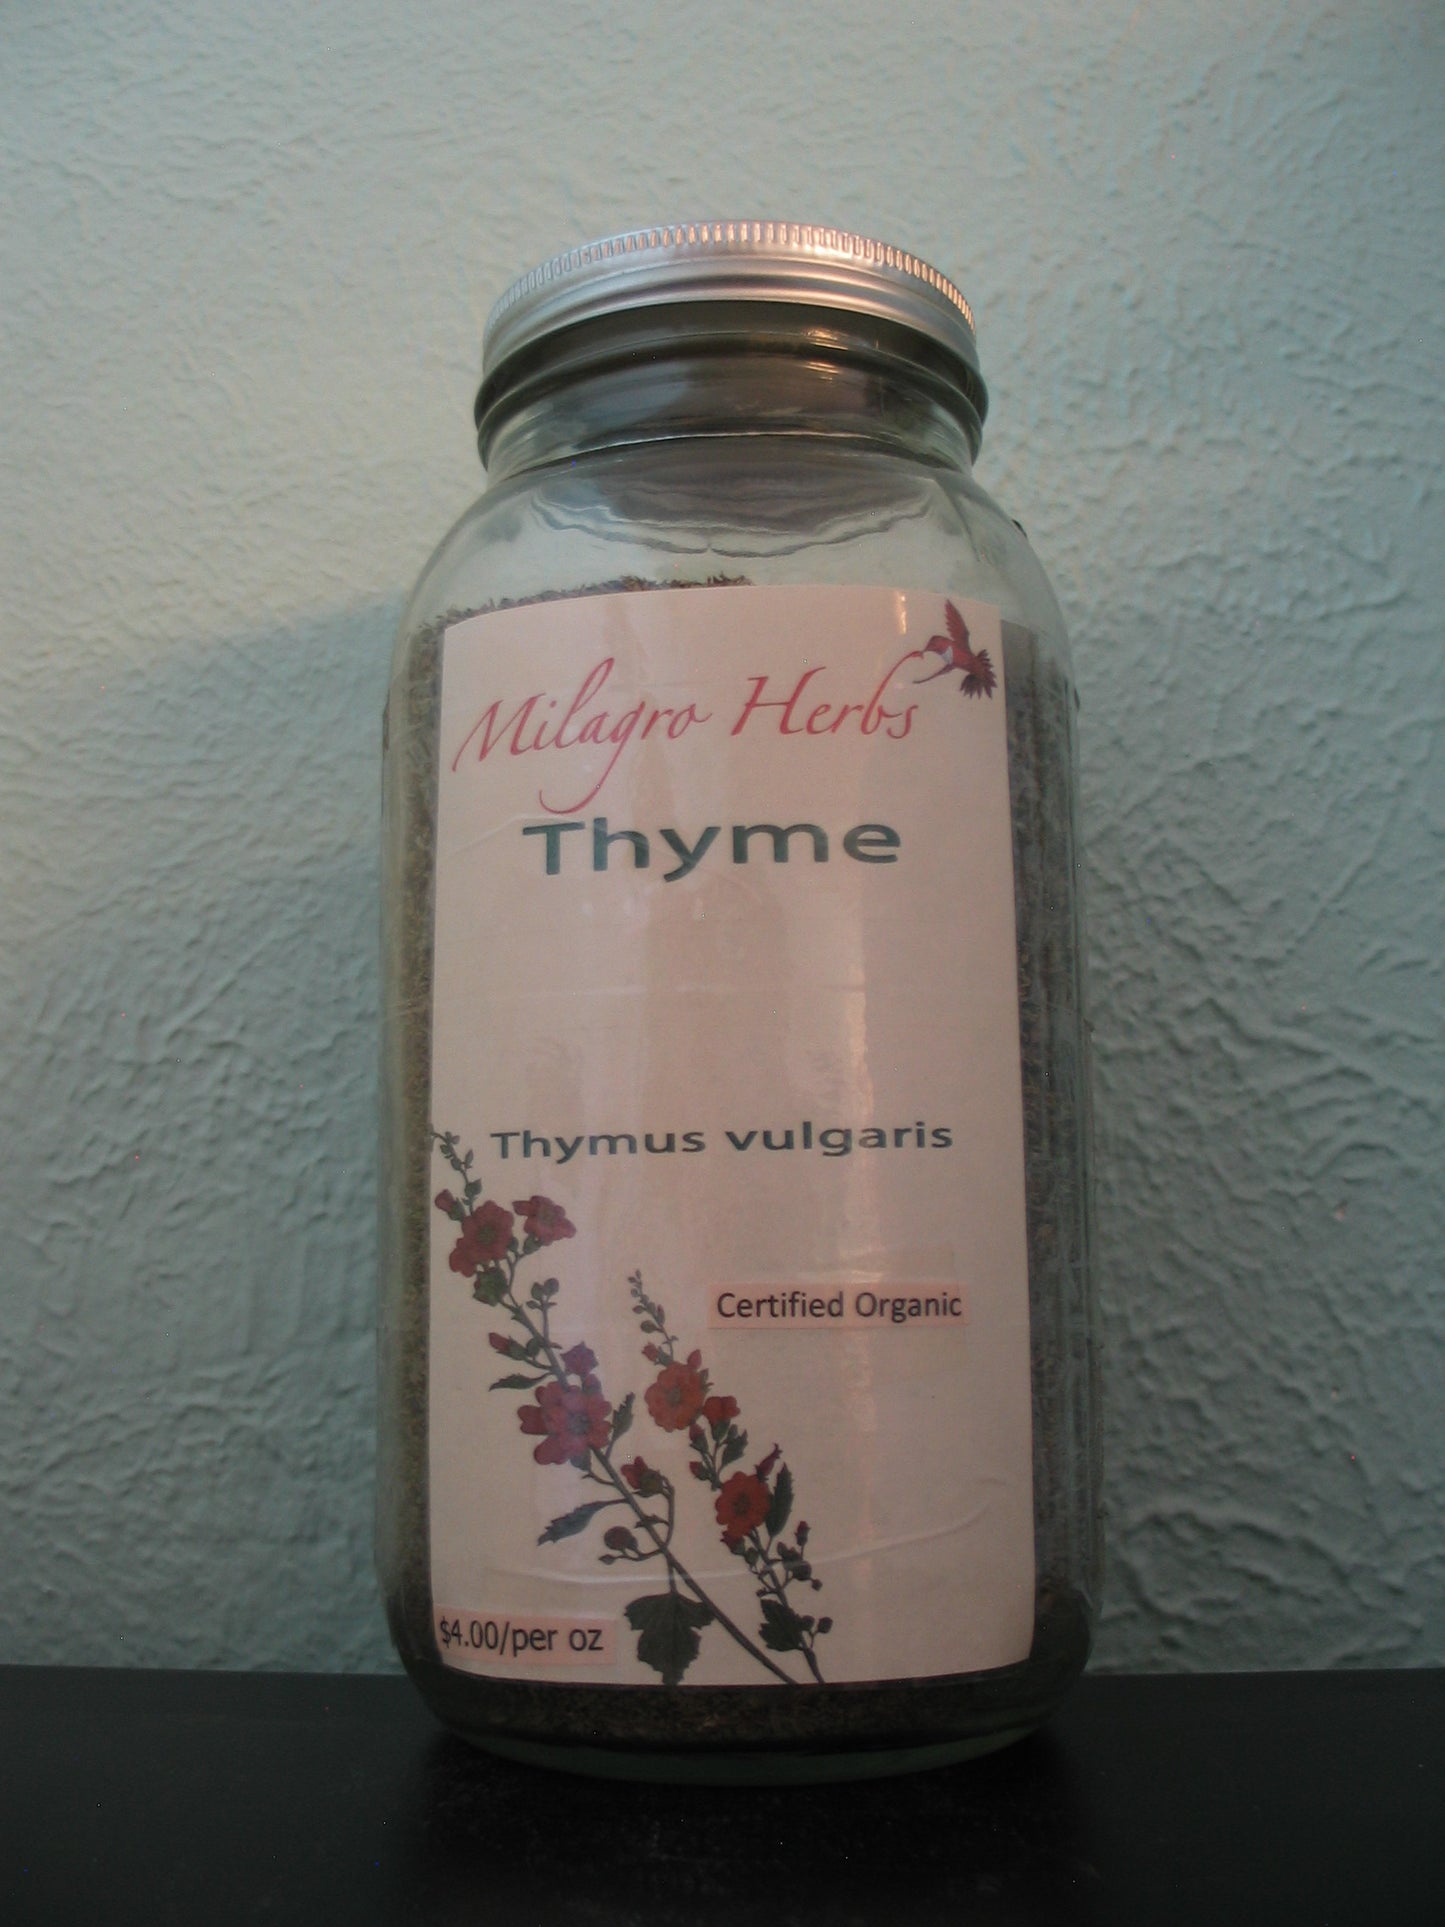 Milagro Herbs
Thyme
Thymus vulgaris
Certified Organic
$4.00/per oz